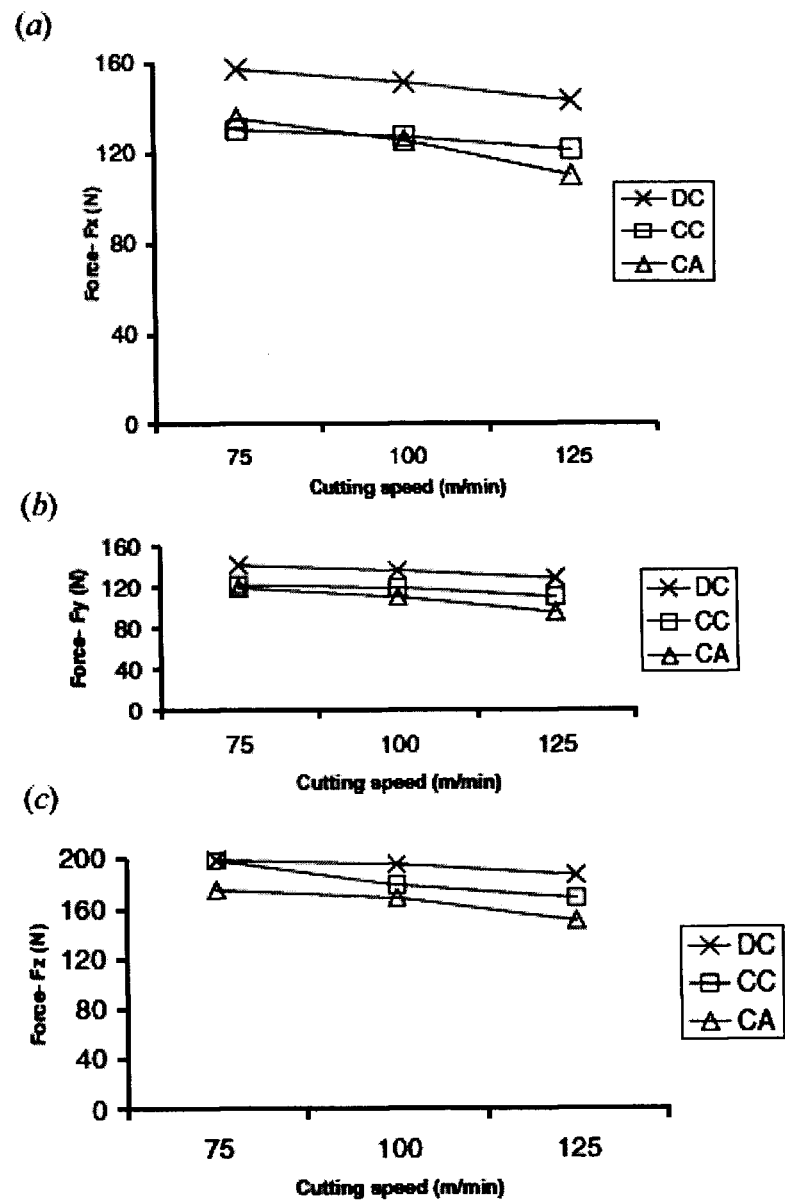 (a)
160
120
80
40
0
Force- Fx (N)
75 100 125
Cutting speed (m/min)
DC
CC
CA
(b)
160
120
80
40
0
Force- Fy (N)
75 100 125
Cutting speed (m/min)
DC
CC
CA
(c)
200
160
120
80
40
0
Force- Fz (N)
75 100 125
Cutting speed (m/min)
DC
CC
CA